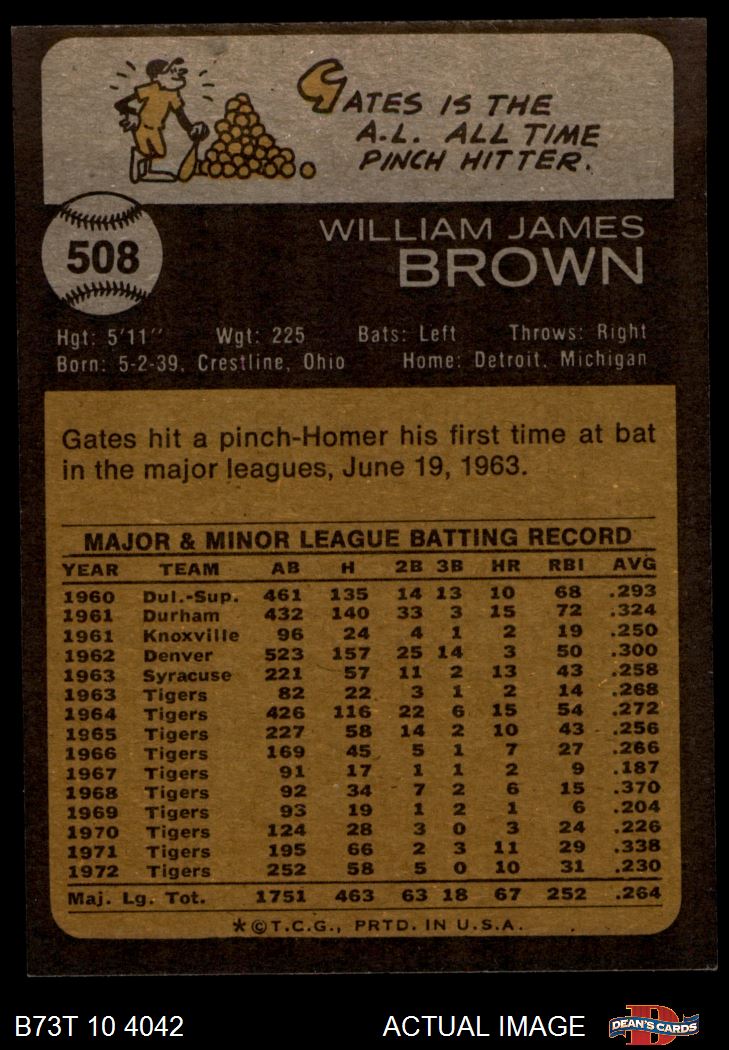 GATES IS THE
A.L. ALL TIME
PINCH HITTER.
508
WILLIAM JAMES
BROWN
Hgt: 5'11" Wgt: 225 Bats: Left Throws: Right
Born: 5-2-39, Crestline, Ohio Home: Detroit, Michigan
Gates hit a pinch-Homer his first time at bat
in the major leagues, June 19, 1963.
MAJOR & MINOR LEAGUE BATTING RECORD
YEAR TEAM AB H 2B 3B HR RBI AVG
1960 Dul.-Sup. 461 135 14 13 10 68 .293
1961 Durham 432 140 33 3 15 72 .324
1961 Knoxville 96 24 4 1 2 19 .250
1962 Denver 523 157 25 14 3 50 .300
1963 Syracuse 221 57 11 2 13 43 .258
1963 Tigers 82 22 3 1 2 14 .268
1964 Tigers 426 116 22 6 15 54 .272
1965 Tigers 227 58 14 2 10 43 .256
1966 Tigers 169 45 5 1 7 27 .266
1967 Tigers 91 17 1 1 2 9 .187
1968 Tigers 92 34 7 2 6 15 .370
1969 Tigers 93 19 1 2 1 6 .204
1970 Tigers 124 28 3 0 3 24 .226
1971 Tigers 195 66 2 3 11 29 .338
1972 Tigers 252 58 5 0 10 31 .230
Maj. Lg. Tot. 1751 463 63 18 67 252 .264
*©T.C.G., PRTD. IN U.S.A.
B73T 10 4042 ACTUAL IMAGE D DEAN'S CARDS